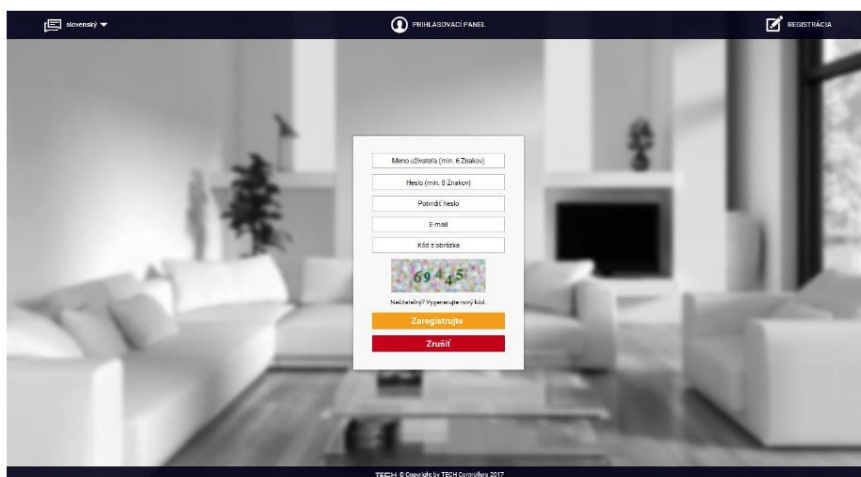 slovenský
PRIHLASOVACÍ PANEL
REGISTRÁCIA
Meno užívateľa (min. 6 Znakov)
Heslo (min. 8 Znakov)
Potvrdiť heslo
E-mail
Kód z obrázka
69445
Nečitateľný? Vygenerujte nový kód.
Zaregistrujte
Zrušiť
TECH © Copyright by TECH Controllers 2017